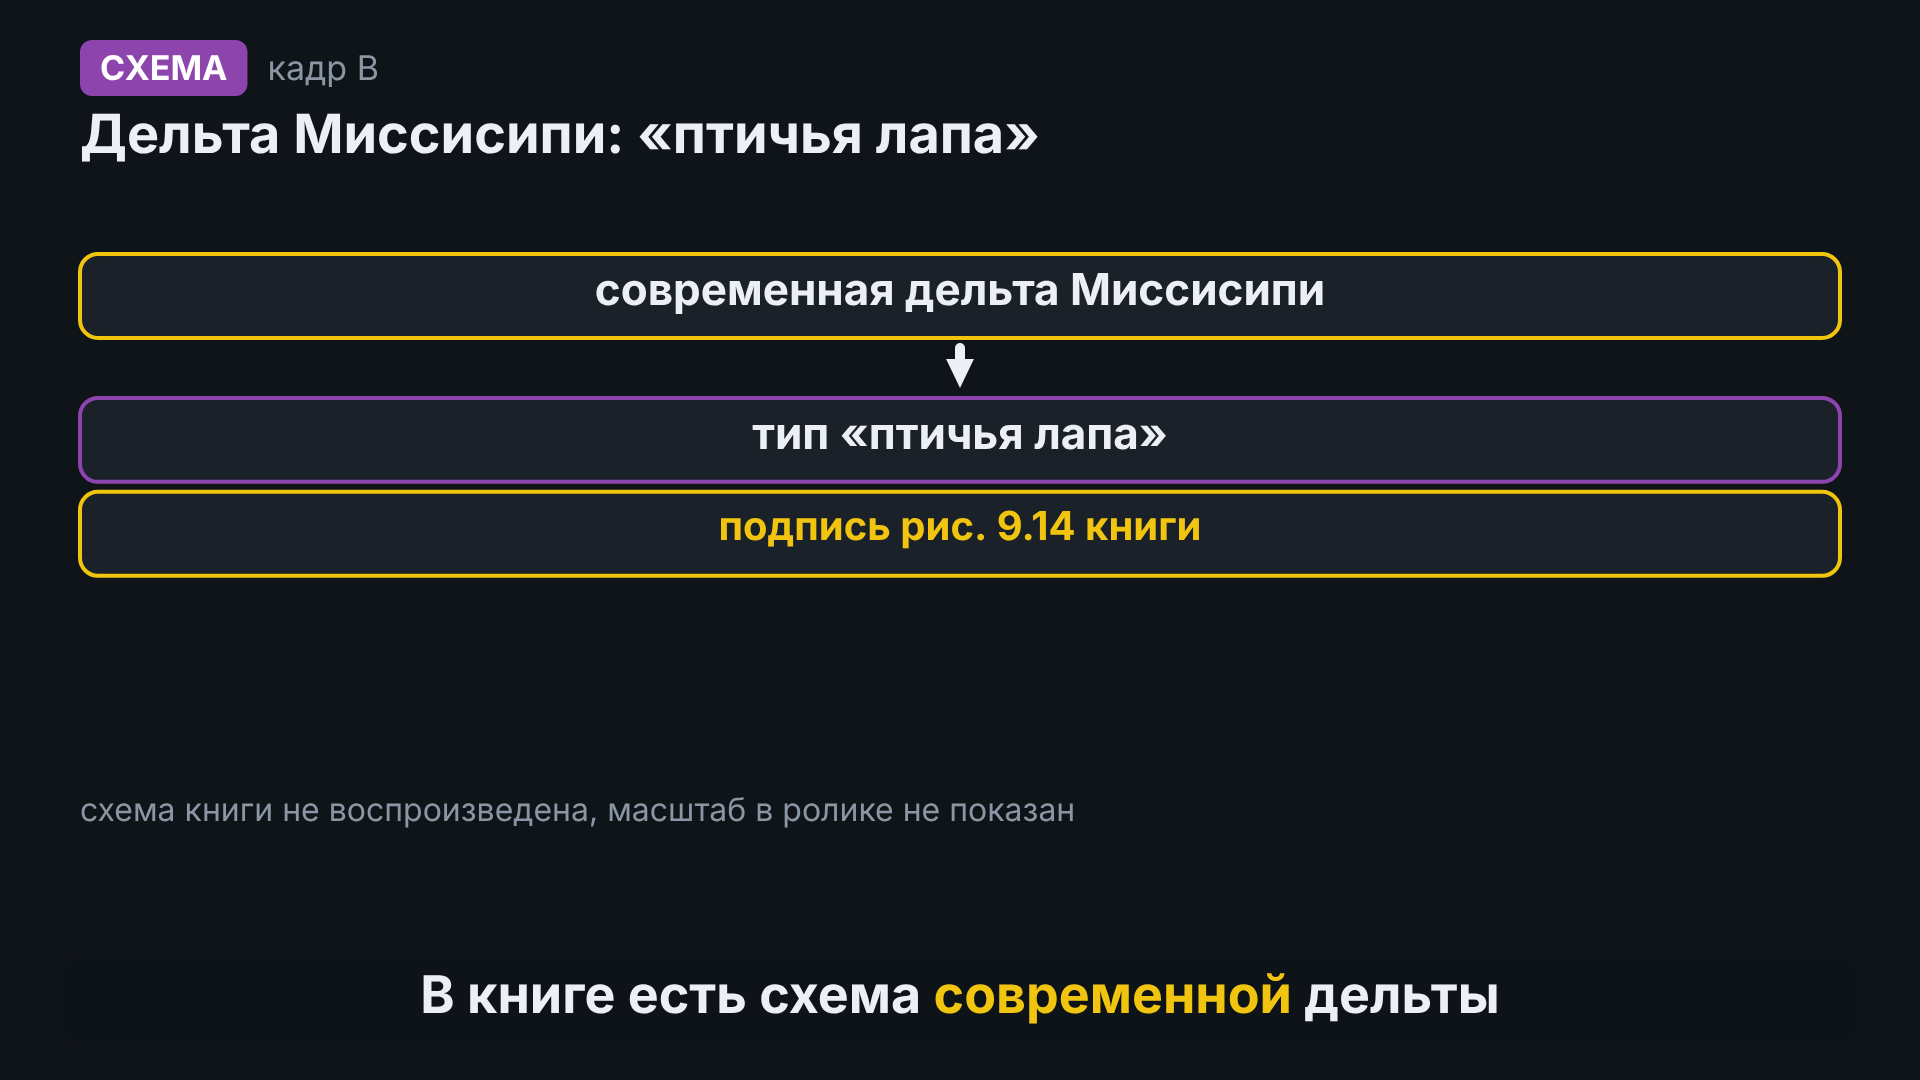 СХЕМА кадр В
Дельта Миссисипи: «птичья лапа»
современная дельта Миссисипи
тип «птичья лапа»
подпись рис. 9.14 книги
схема книги не воспроизведена, масштаб в ролике не показан
В книге есть схема современной дельты